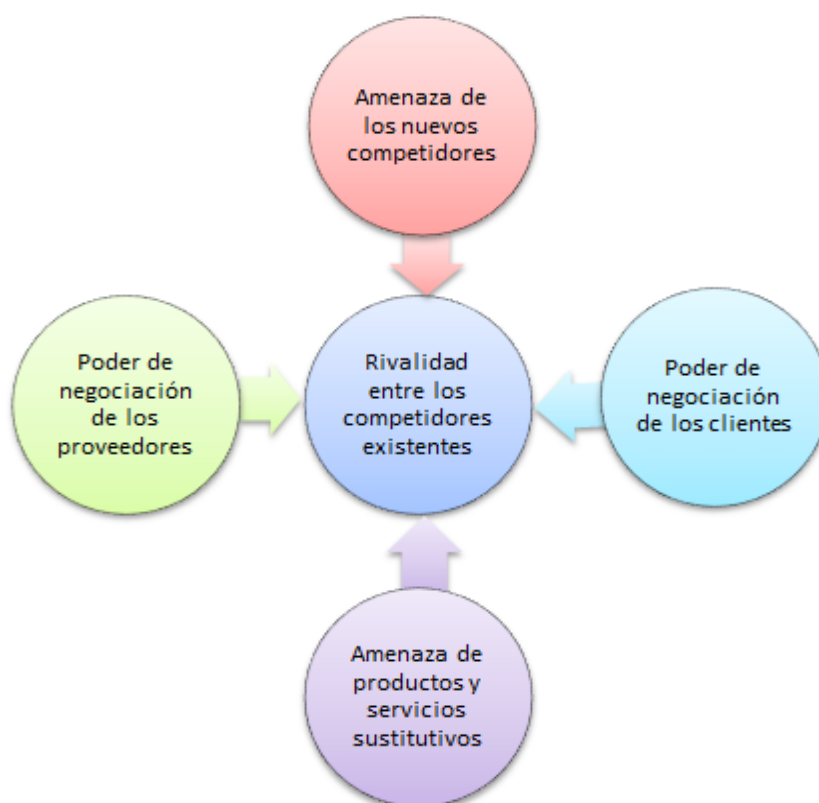 Amenaza de
los nuevos
competidores
Poder de
negociación
de los
proveedores
Rivalidad
entre los
competidores
existentes
Poder de
negociación
de los clientes
Amenaza de
productos y
servicios
sustitutivos